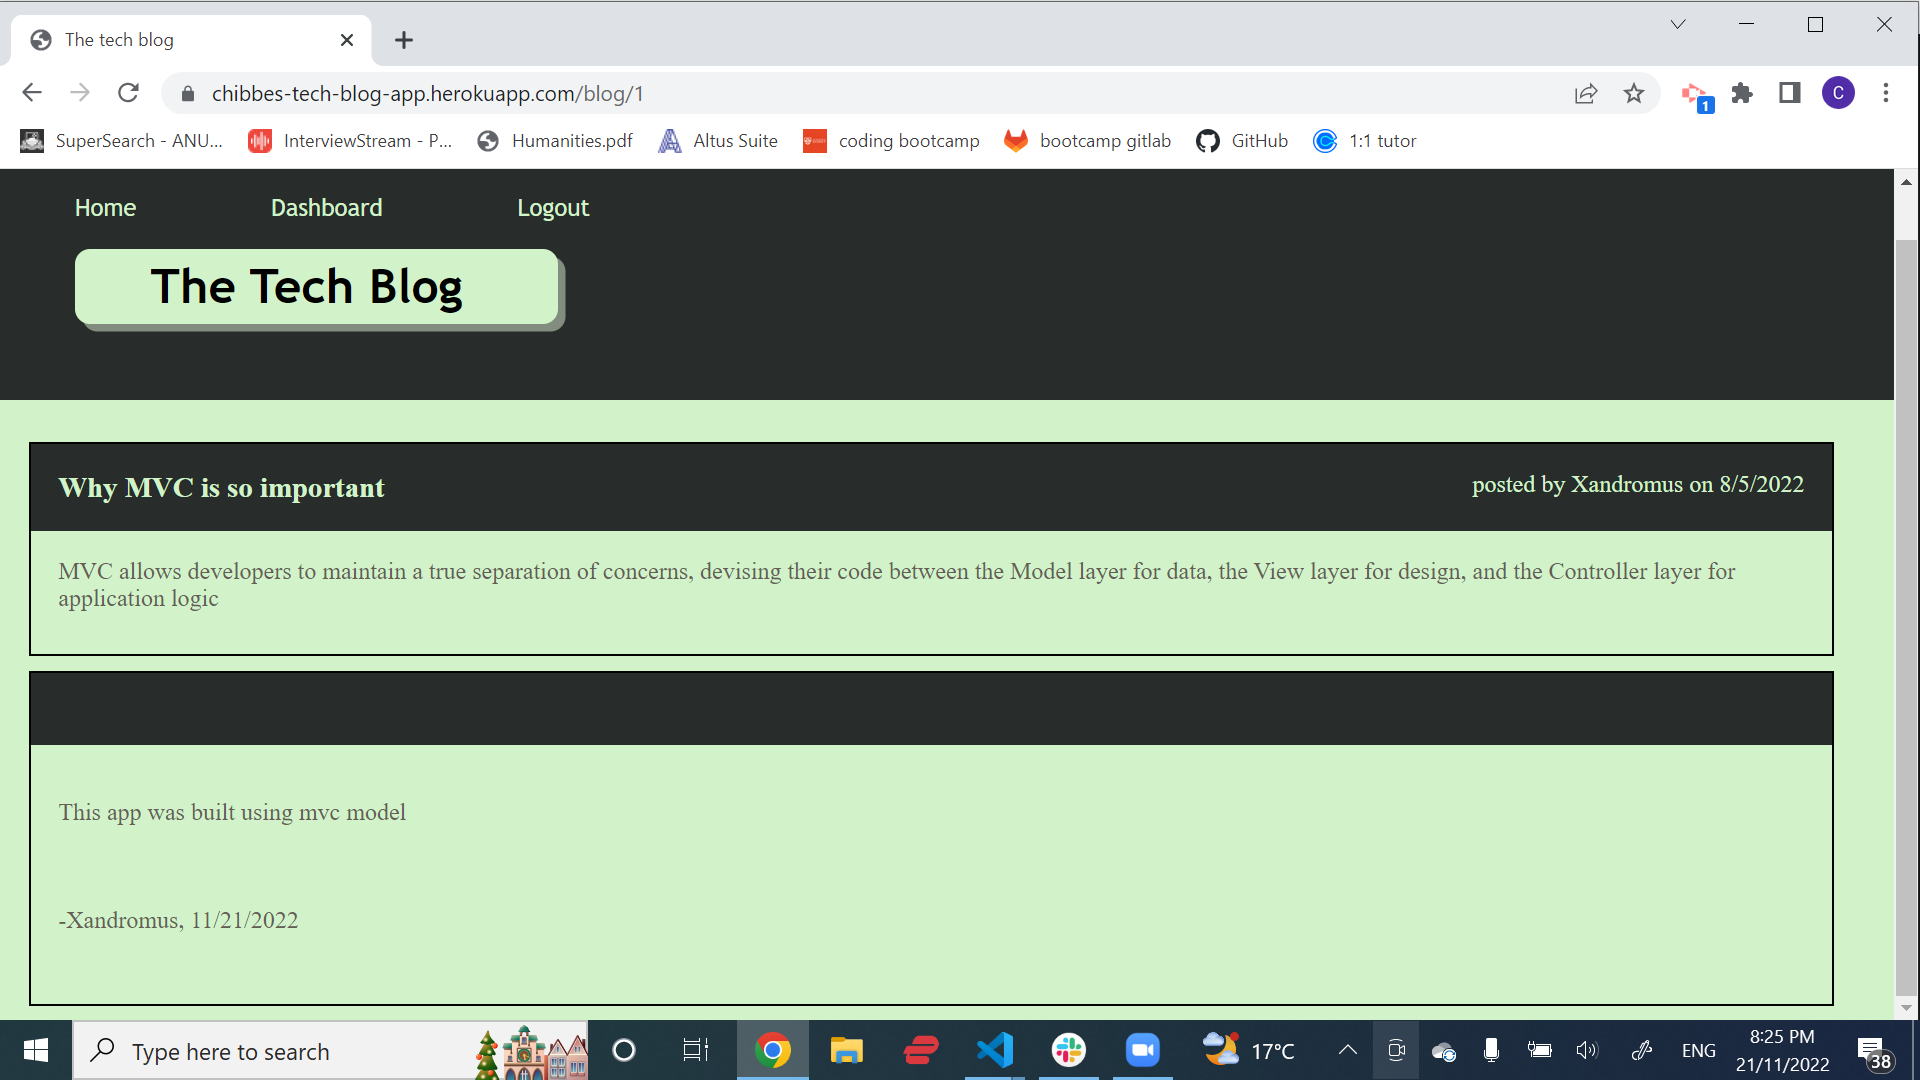 The tech blog
chibbes-tech-blog-app.herokuapp.com/blog/1
1
C
SuperSearch - ANU...
InterviewStream - P...
Humanities.pdf
Altus Suite
coding bootcamp
bootcamp gitlab
GitHub
1:1 tutor
Home
Dashboard
Logout
The Tech Blog
Why MVC is so important
posted by Xandromus on 8/5/2022
MVC allows developers to maintain a true separation of concerns, devising their code between the Model layer for data, the View layer for design, and the Controller layer for
application logic
This app was built using mvc model
-Xandromus, 11/21/2022
Type here to search
17°C
ENG
8:25 PM
21/11/2022
38